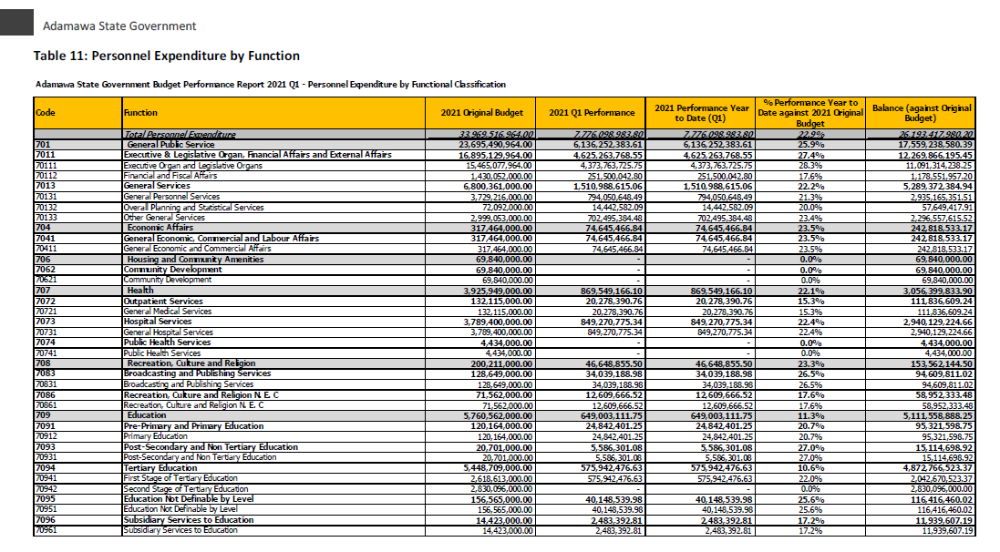 Adamawa State Government
Table 11: Personnel Expenditure by Function
Adamawa State Government Budget Performance Report 2021 Q1 - Personnel Expenditure by Functional Classification
Code Function 2021 Original Budget 2021 Q1 Performance 2021 Performance Year to Date (Q1) % Performance Year to Date against 2021 Original Budget Balance (against Original Budget)
Total Personnel Expenditure 33,969,516,964.00 7,776,098,983.80 7,776,098,983.80 22.9% 26,193,417,980.20
701 General Public Service 23,695,490,964.00 6,136,252,383.61 6,136,252,383.61 25.9% 17,559,238,580.39
7011 Executive & Legislative Organ, Financial Affairs and External Affairs 16,895,129,964.00 4,625,263,768.55 4,625,263,768.55 27.4% 12,269,866,195.45
70111 Executive Organ and Legislative Organs 15,465,077,964.00 4,373,763,725.75 4,373,763,725.75 28.3% 11,091,314,238.25
70112 Financial and Fiscal Affairs 1,430,052,000.00 251,500,042.80 251,500,042.80 17.6% 1,178,551,957.20
7013 General Services 6,800,361,000.00 1,510,988,615.06 1,510,988,615.06 22.2% 5,289,372,384.94
70131 General Personnel Services 3,729,216,000.00 794,050,648.49 794,050,648.49 21.3% 2,935,165,351.51
70132 Overall Planning and Statistical Services 72,092,000.00 14,442,582.09 14,442,582.09 20.0% 57,649,417.91
70133 Other General Services 2,999,053,000.00 702,495,384.48 702,495,384.48 23.4% 2,296,557,615.52
704 Economic Affairs 317,464,000.00 74,645,466.84 74,645,466.84 23.5% 242,818,533.17
7041 General Economic, Commercial and Labour Affairs 317,464,000.00 74,645,466.84 74,645,466.84 23.5% 242,818,533.17
70411 General Economic and Commercial Affairs 317,464,000.00 74,645,466.84 74,645,466.84 23.5% 242,818,533.17
706 Housing and Community Amenities 69,840,000.00 - - 0.0% 69,840,000.00
7062 Community Development 69,840,000.00 - - 0.0% 69,840,000.00
70621 Community Development 69,840,000.00 - - 0.0% 69,840,000.00
707 Health 3,925,949,000.00 869,549,166.10 869,549,166.10 22.1% 3,056,399,833.90
7072 Outpatient Services 132,115,000.00 20,278,390.76 20,278,390.76 15.3% 111,836,609.24
70721 General Medical Services 132,115,000.00 20,278,390.76 20,278,390.76 15.3% 111,836,609.24
7073 Hospital Services 3,789,400,000.00 849,270,775.34 849,270,775.34 22.4% 2,940,129,224.66
70731 General Hospital Services 3,789,400,000.00 849,270,775.34 849,270,775.34 22.4% 2,940,129,224.66
7074 Public Health Services 4,434,000.00 - - 0.0% 4,434,000.00
70741 Public Health Services 4,434,000.00 - - 0.0% 4,434,000.00
708 Recreation, Culture and Religion 200,211,000.00 46,648,855.50 46,648,855.50 23.3% 153,562,144.50
7083 Broadcasting and Publishing Services 128,649,000.00 34,039,188.98 34,039,188.98 26.5% 94,609,811.02
70831 Broadcasting and Publishing Services 128,649,000.00 34,039,188.98 34,039,188.98 26.5% 94,609,811.02
7086 Recreation, Culture and Religion N. E. C 71,562,000.00 12,609,666.52 12,609,666.52 17.6% 58,952,333.48
70861 Recreation, Culture and Religion N. E. C 71,562,000.00 12,609,666.52 12,609,666.52 17.6% 58,952,333.48
709 Education 5,760,562,000.00 649,003,111.75 649,003,111.75 11.3% 5,111,558,888.25
7091 Pre-Primary and Primary Education 120,164,000.00 24,842,401.25 24,842,401.25 20.7% 95,321,598.75
70912 Primary Education 120,164,000.00 24,842,401.25 24,842,401.25 20.7% 95,321,598.75
7093 Post-Secondary and Non Tertiary Education 20,701,000.00 5,586,301.08 5,586,301.08 27.0% 15,114,698.92
70931 Post-Secondary and Non Tertiary Education 20,701,000.00 5,586,301.08 5,586,301.08 27.0% 15,114,698.92
7094 Tertiary Education 5,448,709,000.00 575,942,476.63 575,942,476.63 10.6% 4,872,766,523.37
70941 First Stage of Tertiary Education 2,618,613,000.00 575,942,476.63 575,942,476.63 22.0% 2,042,670,523.37
70942 Second Stage of Tertiary Education 2,830,096,000.00 - - 0.0% 2,830,096,000.00
7095 Education Not Definable by Level 156,565,000.00 40,148,539.98 40,148,539.98 25.6% 116,416,460.02
70951 Education Not Definable by Level 156,565,000.00 40,148,539.98 40,148,539.98 25.6% 116,416,460.02
7096 Subsidiary Services to Education 14,423,000.00 2,483,392.81 2,483,392.81 17.2% 11,939,607.19
70961 Subsidiary Services to Education 14,423,000.00 2,483,392.81 2,483,392.81 17.2% 11,939,607.19